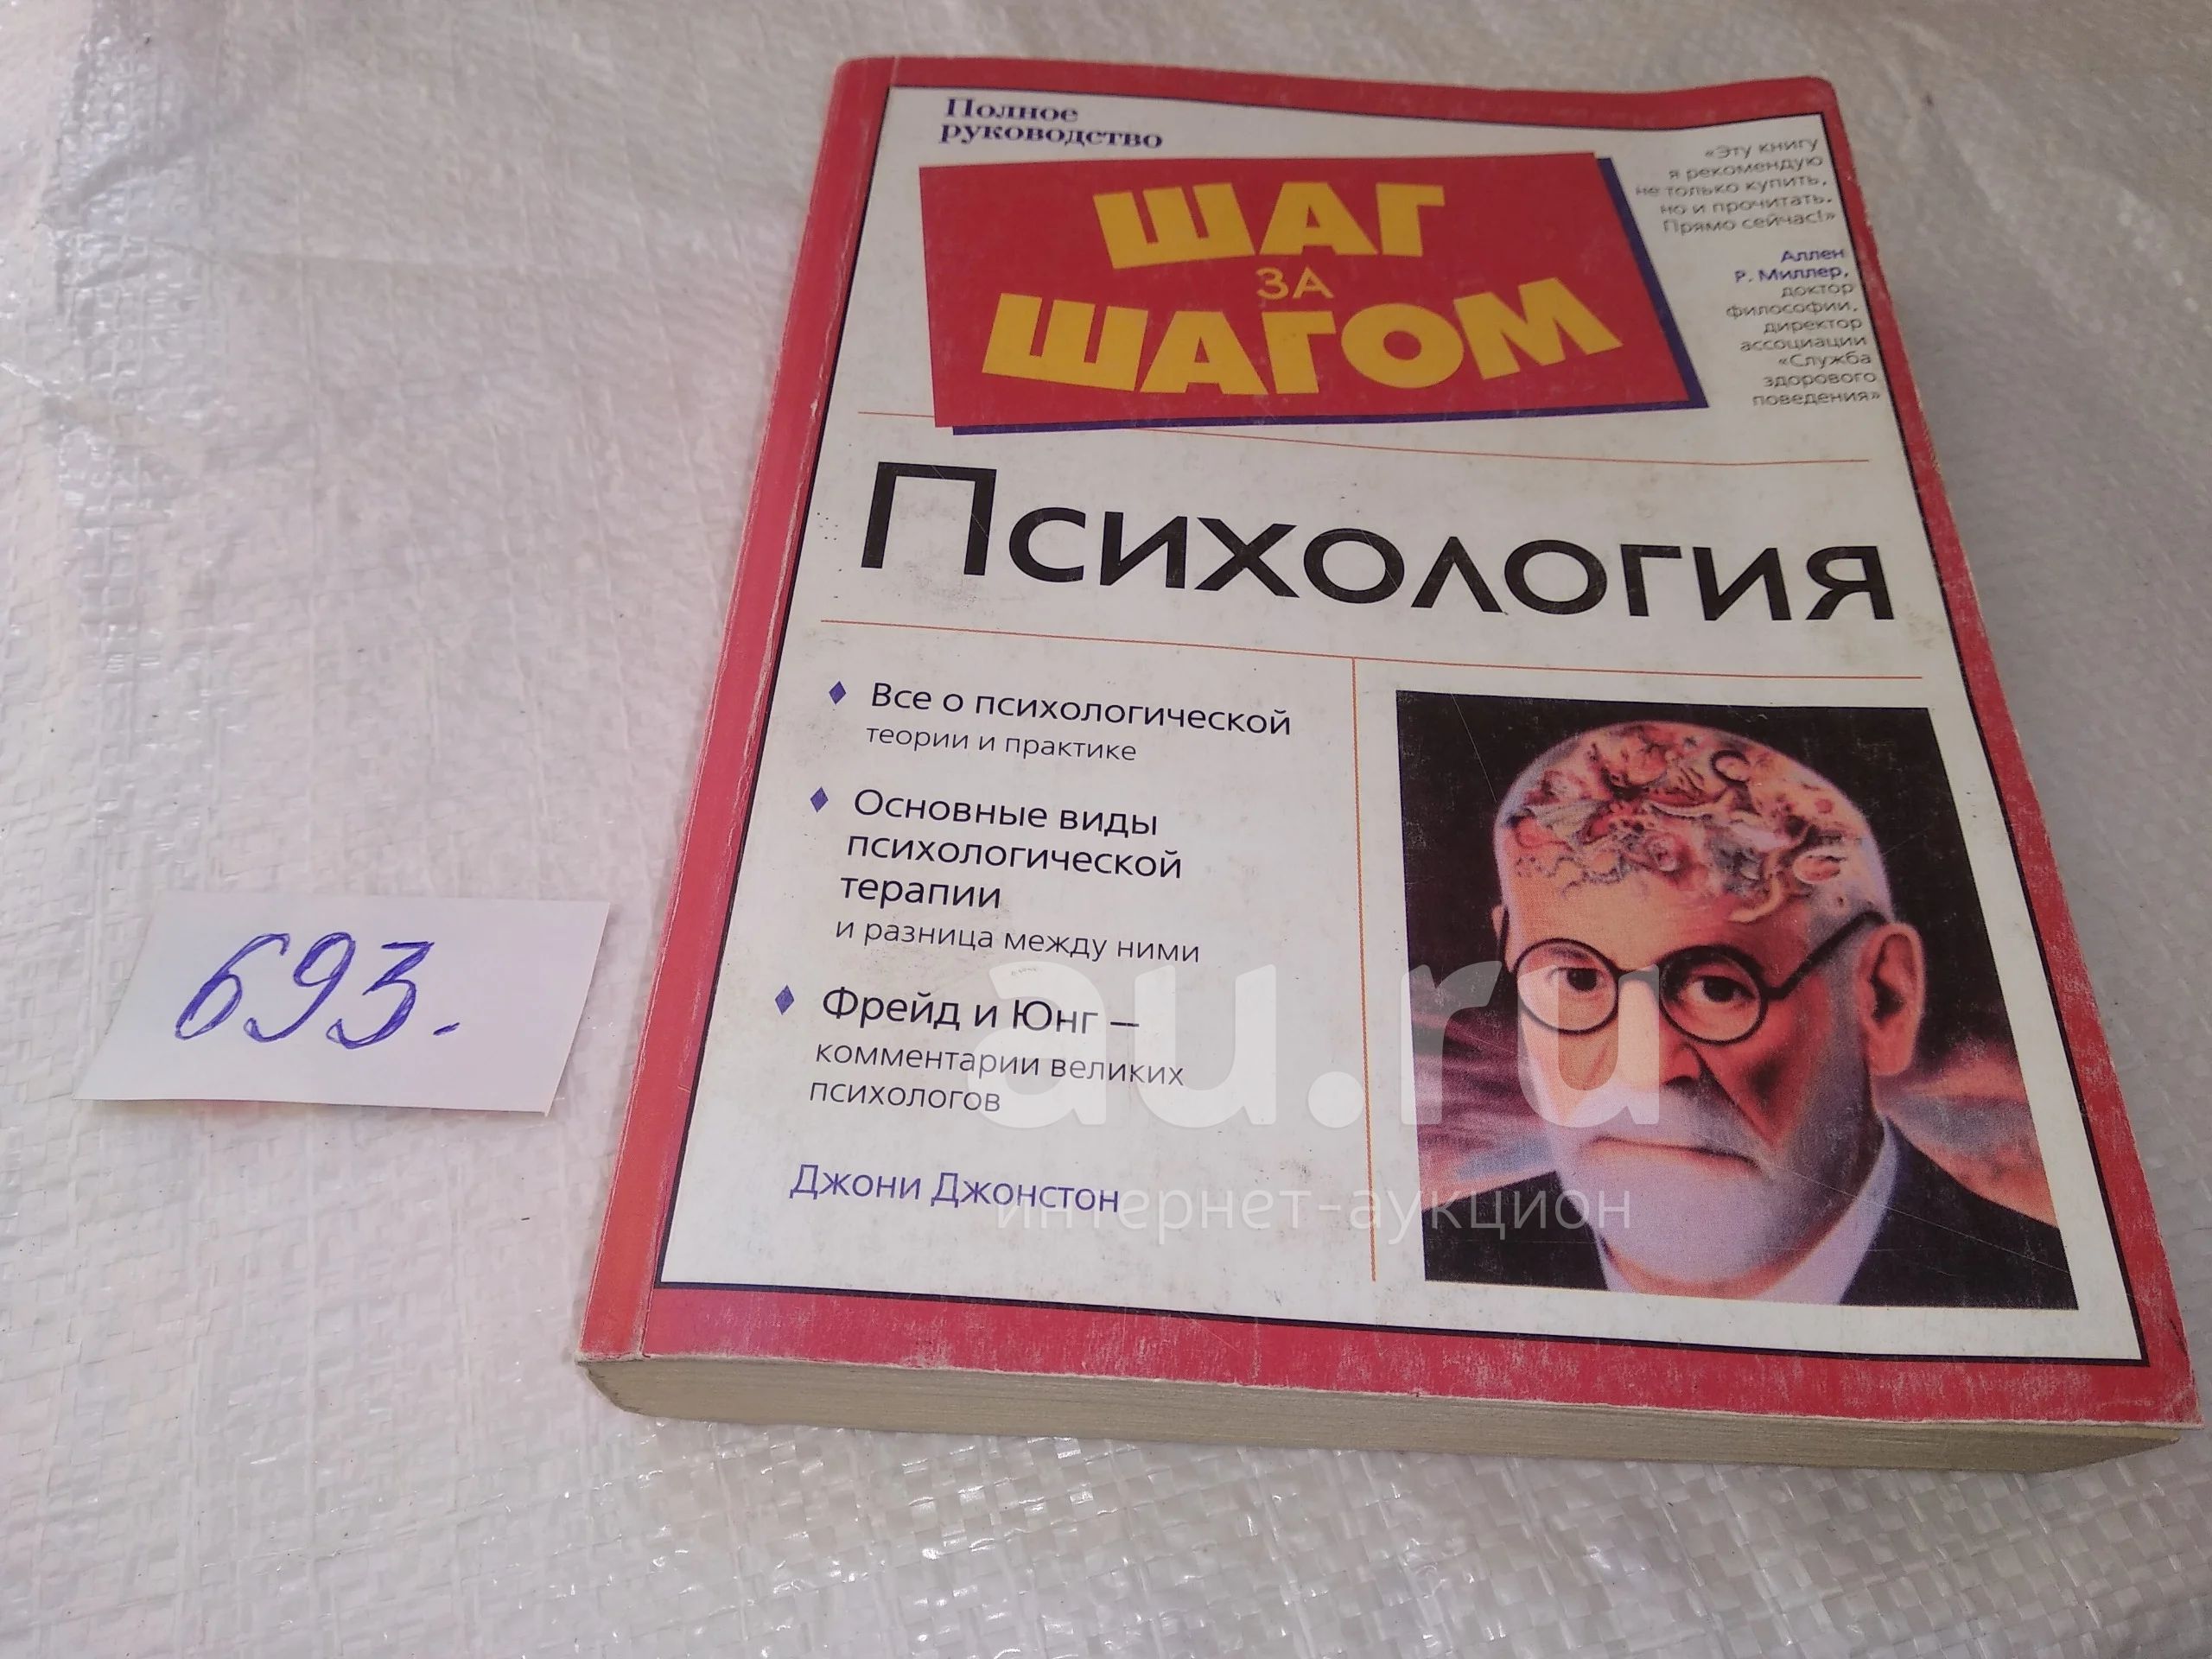 Полное
руководство
ШАГ
ЗА
ШАГОМ
«Эту книгу
я рекомендую
не только купить,
но и прочитать.
Прямо сейчас!»
Аллен
Р. Миллер,
доктор
философии,
директор
ассоциации
«Служба
здорового
поведения»
Психология
Все о психологической
теории и практике
Основные виды
психологической
терапии
и разница между ними
Фрейд и Юнг –
комментарии великих
психологов
Джони Джонстон
693.-
au.ru
интернет-аукцион